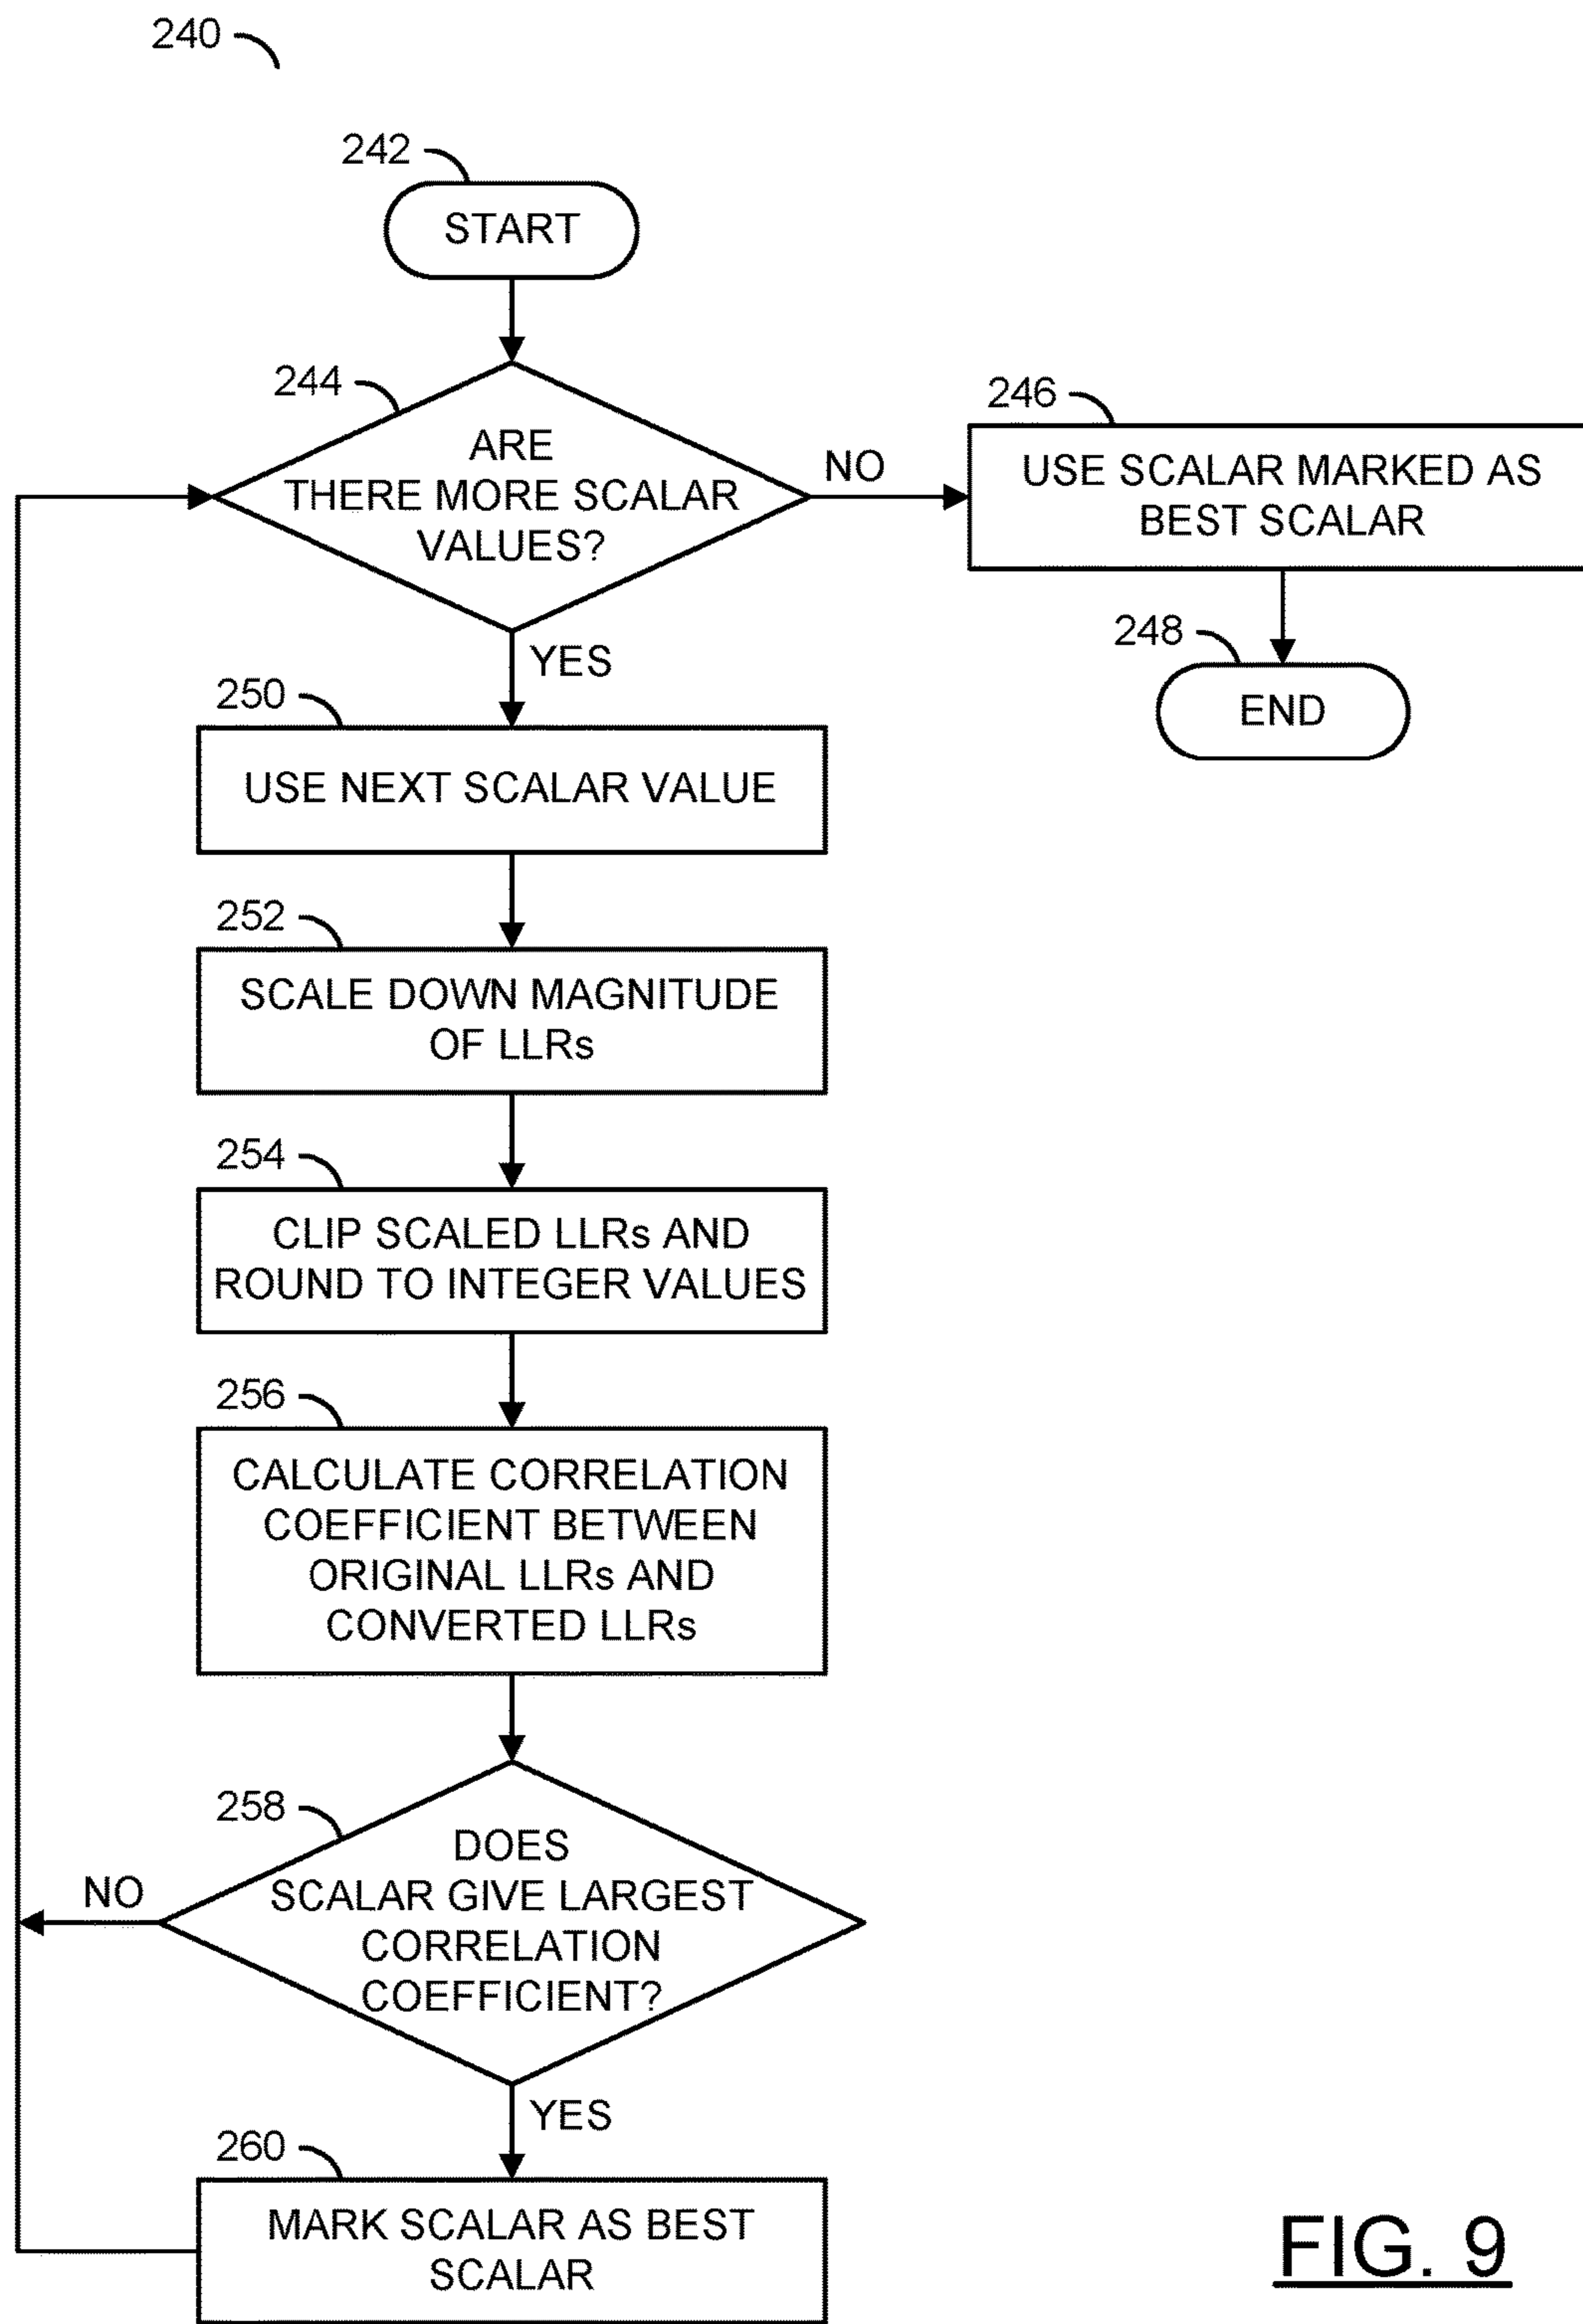 240
242
START
244
ARE
THERE MORE SCALAR
VALUES?
NO
246
USE SCALAR MARKED AS
BEST SCALAR
248
END
YES
250
USE NEXT SCALAR VALUE
252
SCALE DOWN MAGNITUDE
OF LLRs
254
CLIP SCALED LLRs AND
ROUND TO INTEGER VALUES
256
CALCULATE CORRELATION
COEFFICIENT BETWEEN
ORIGINAL LLRs AND
CONVERTED LLRs
258
DOES
SCALAR GIVE LARGEST
CORRELATION
COEFFICIENT?
NO
YES
260
MARK SCALAR AS BEST
SCALAR
FIG. 9